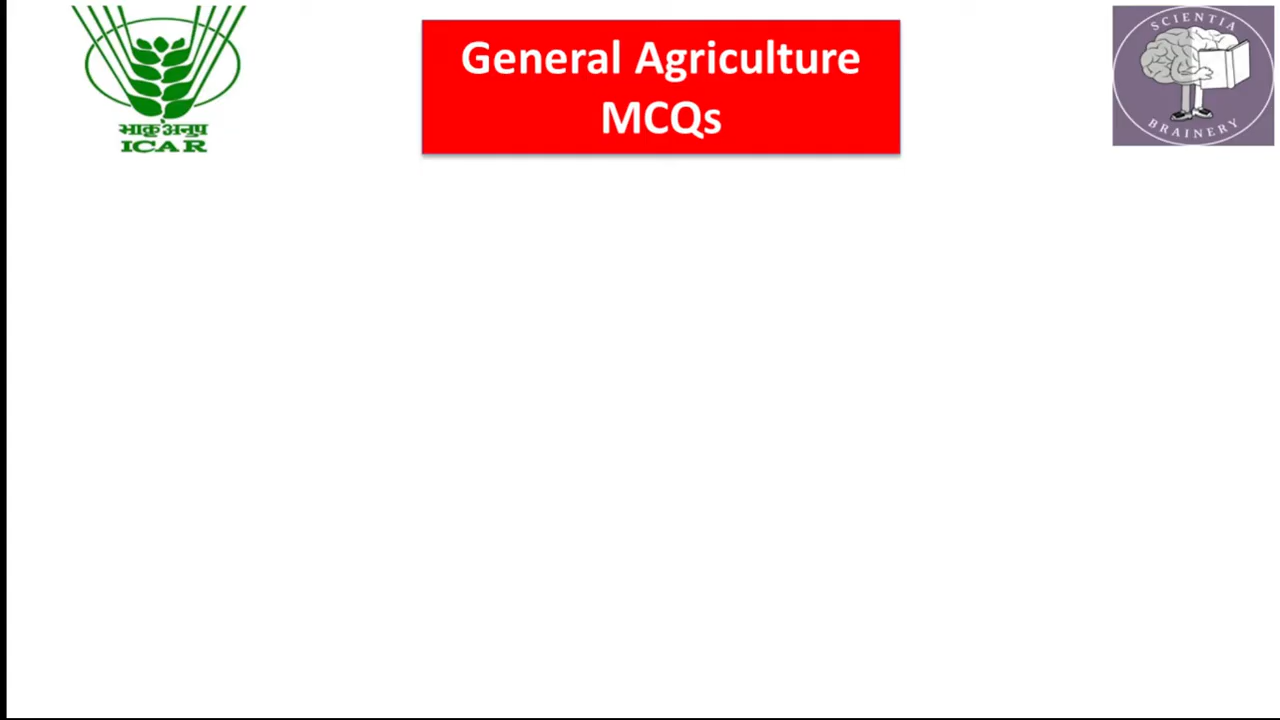 भाकृअनुप
ICAR
General Agriculture
MCQs
SCIENTIA
BRAINERY